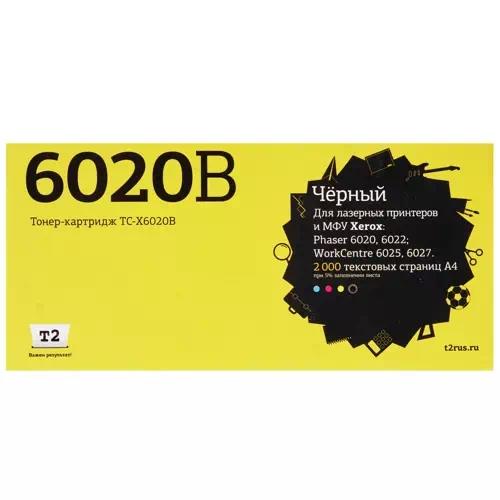 6020B
Тонер-картридж TC-X6020B
T2
Важен результат!
Чёрный
Для лазерных принтеров
и МФУ Xerox:
Phaser 6020, 6022;
WorkCentre 6025, 6027.
2 000 текстовых страниц А4
при 5% заполнении листа
t2rus.ru